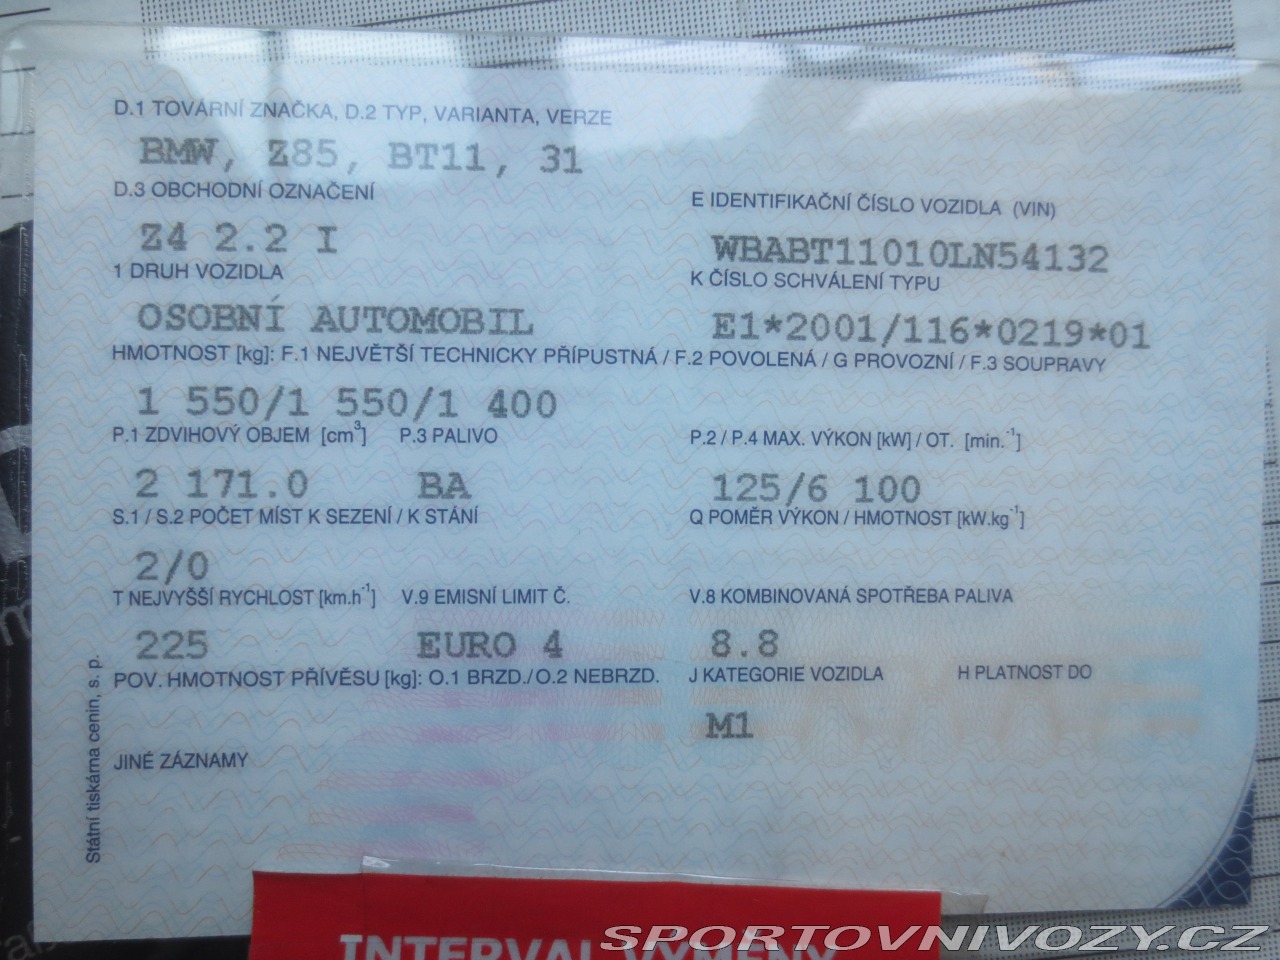 D.1 TOVÁRNÍ ZNAČKA, D.2 TYP, VARIANTA, VERZE
BMW, Z85, BT11, 31
D.3 OBCHODNÍ OZNAČENÍ
E IDENTIFIKAČNÍ ČÍSLO VOZIDLA (VIN)
Z4 2.2 I
WBABT11010LN54132
1 DRUH VOZIDLA
K ČÍSLO SCHVÁLENÍ TYPU
OSOBNÍ AUTOMOBIL
E1*2001/116*0219*01
HMOTNOST [kg]: F.1 NEJVĚTŠÍ TECHNICKY PŘÍPUSTNÁ / F.2 POVOLENÁ / G PROVOZNÍ / F.3 SOUPRAVY
1 550/1 550/1 400
P.1 ZDVIHOVÝ OBJEM [cm³] P.3 PALIVO
P.2 / P.4 MAX. VÝKON [kW] / OT. [min.⁻¹]
2 171.0 BA
125/6 100
S.1 / S.2 POČET MÍST K SEZENÍ / K STÁNÍ
Q POMĚR VÝKON / HMOTNOST [kW.kg⁻¹]
2/0
T NEJVYŠŠÍ RYCHLOST [km.h⁻¹] V.9 EMISNÍ LIMIT Č.
V.8 KOMBINOVANÁ SPOTŘEBA PALIVA
225 EURO 4
8.8
POV. HMOTNOST PŘÍVĚSU [kg]: O.1 BRZD./O.2 NEBRZD.
J KATEGORIE VOZIDLA H PLATNOST DO
M1
JINÉ ZÁZNAMY
Státní tiskárna cenin, s. p.
INTERVAL VÝMĚNY
SPORTOVNIVOZY.CZ